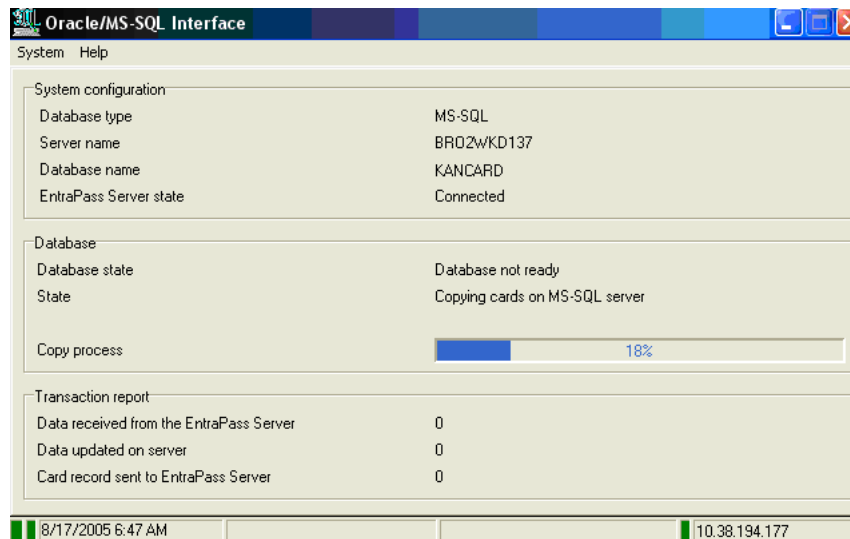 Oracle/MS-SQL Interface
System Help
System configuration
Database type MS-SQL
Server name BRO2WKD137
Database name KANCARD
EntraPass Server state Connected
Database
Database state Database not ready
State Copying cards on MS-SQL server
Copy process 18%
Transaction report
Data received from the EntraPass Server 0
Data updated on server 0
Card record sent to EntraPass Server 0
8/17/2005 6:47 AM 10.38.194.177